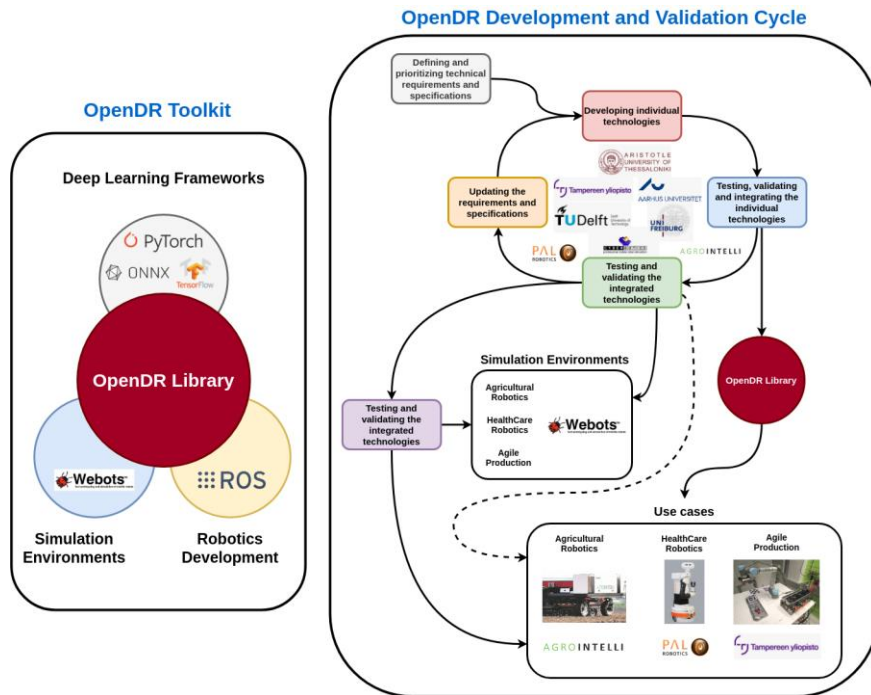 OpenDR Toolkit
Deep Learning Frameworks
PyTorch
ONNX
TensorFlow
OpenDR Library
Webots
ROS
Simulation
Environments
Robotics
Development
OpenDR Development and Validation Cycle
Defining and
prioritizing technical
requirements and
specifications
Developing individual
technologies
Updating the
requirements and
specifications
ARISTOTLE
UNIVERSITY OF
THESSALONIKI
Tampereen yliopisto
AARHUS UNIVERSITET
TUDelft
Delft
University of
Technology
UNI
FREIBURG
PAL
ROBOTICS
AGROINTELLI
Testing, validating
and integrating the
individual
technologies
Testing and
validating the
integrated
technologies
Simulation Environments
Agricultural
Robotics
HealthCare
Robotics
Agile
Production
Webots
OpenDR Library
Testing and
validating the
integrated
technologies
Use cases
Agricultural
Robotics
HealthCare
Robotics
Agile
Production
AGROINTELLI
PAL
ROBOTICS
Tampereen yliopisto